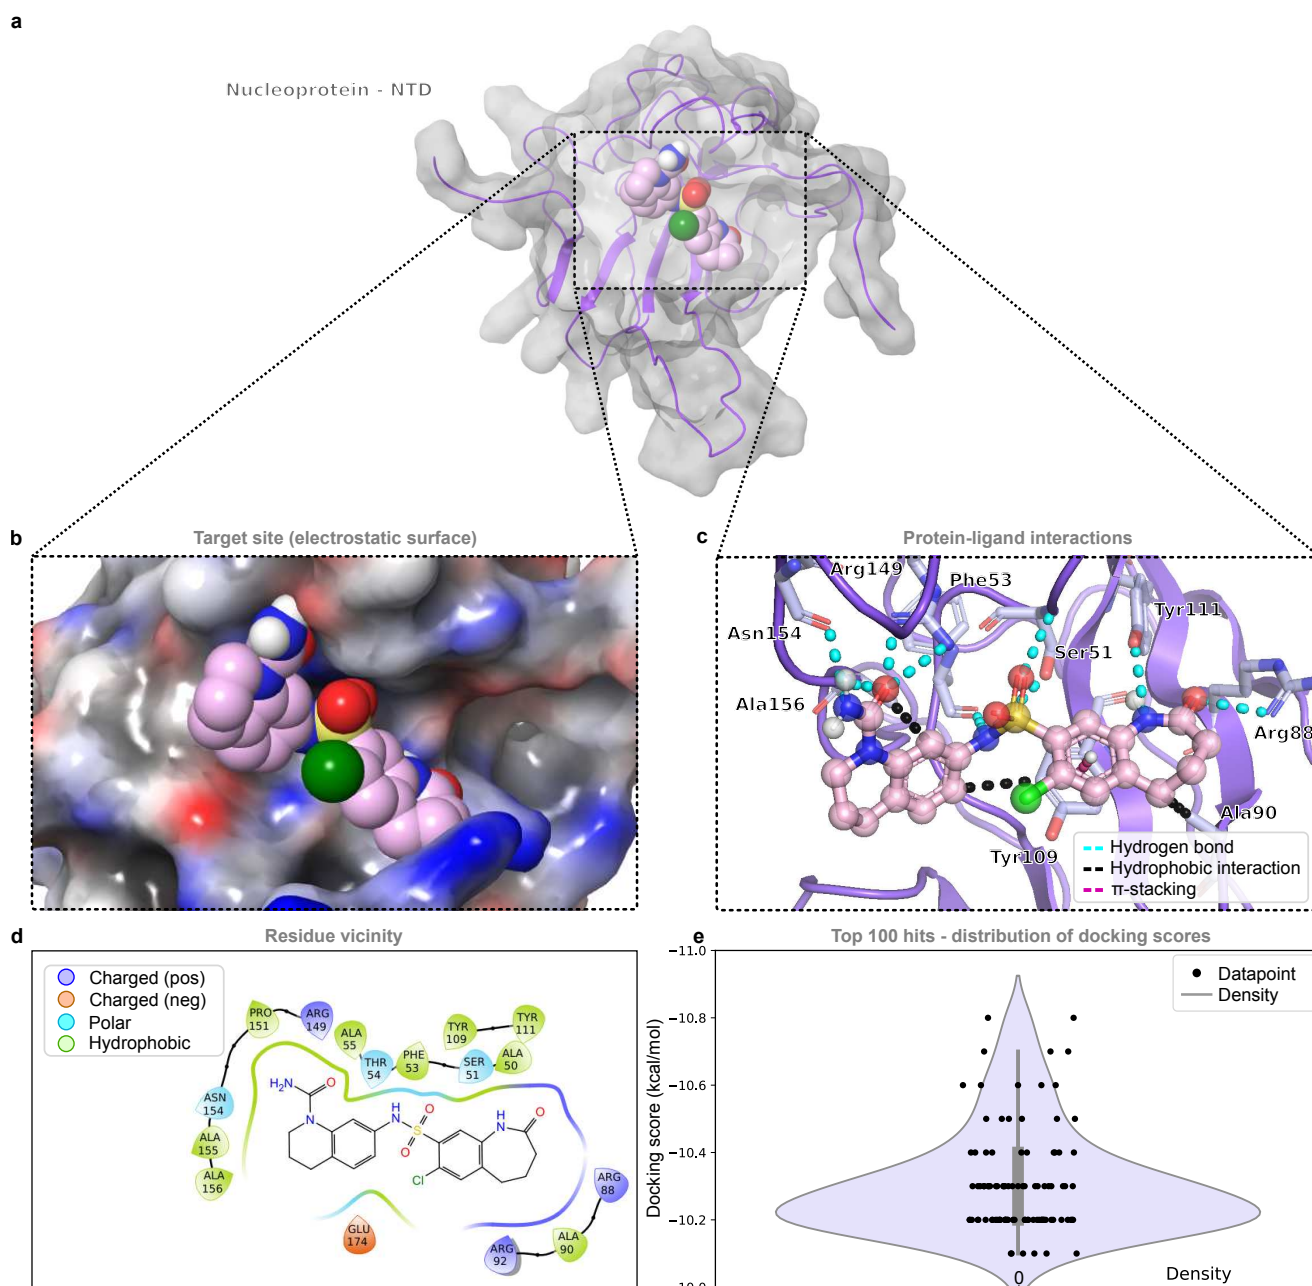 a
Nucleoprotein - NTD
b
Target site (electrostatic surface)
c
Protein-ligand interactions
Arg149
Phe53
Tyr111
Asn154
Ser51
Ala156
Arg88
Ala90
Tyr109
Hydrogen bond
Hydrophobic interaction
π-stacking
d
Residue vicinity
Charged (pos)
Charged (neg)
Polar
Hydrophobic
PRO
151
ARG
149
ALA
55
THR
54
PHE
53
TYR
109
SER
51
TYR
111
ALA
50
ASN
154
ALA
155
ALA
156
GLU
174
ARG
92
ALA
90
ARG
88
H₂N
O
N
H
N
O
S
O
Cl
H
N
O
e
Top 100 hits - distribution of docking scores
Docking score (kcal/mol)
−11.0
−10.8
−10.6
−10.4
−10.2
−10.0
Datapoint
Density
0
Density